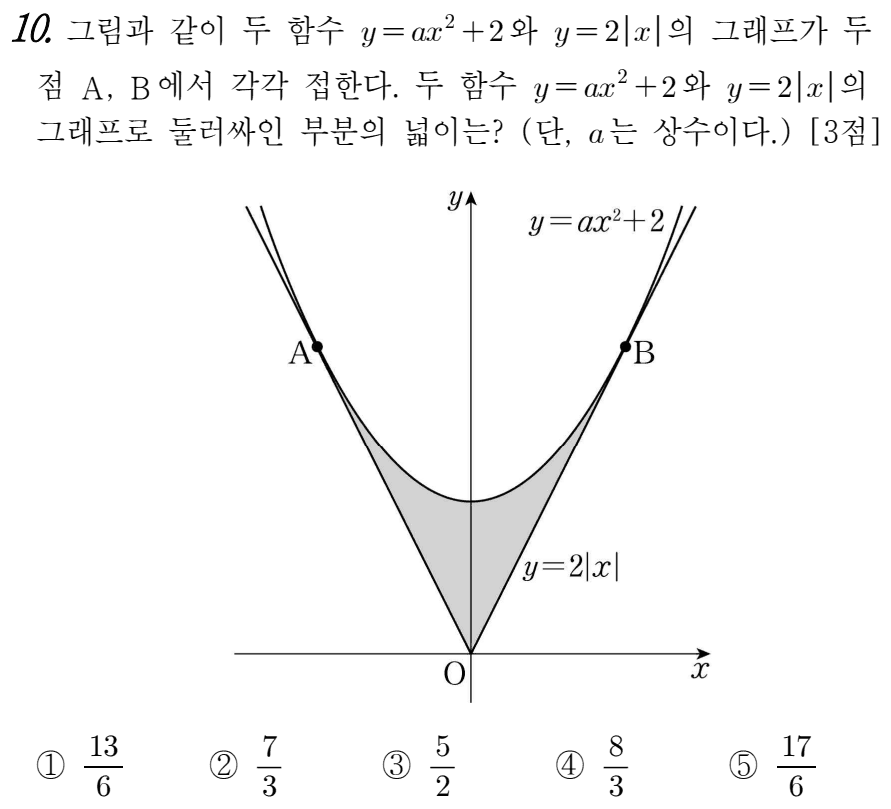 10. 그림과 같이 두 함수 y=ax²+2와 y=2|x|의 그래프가 두
점 A, B에서 각각 접한다. 두 함수 y=ax²+2와 y=2|x|의
그래프로 둘러싸인 부분의 넓이는? (단, a는 상수이다.) [3점]
y
y=ax²+2
A
B
y=2|x|
O
x
① 13/6 ② 7/3 ③ 5/2 ④ 8/3 ⑤ 17/6